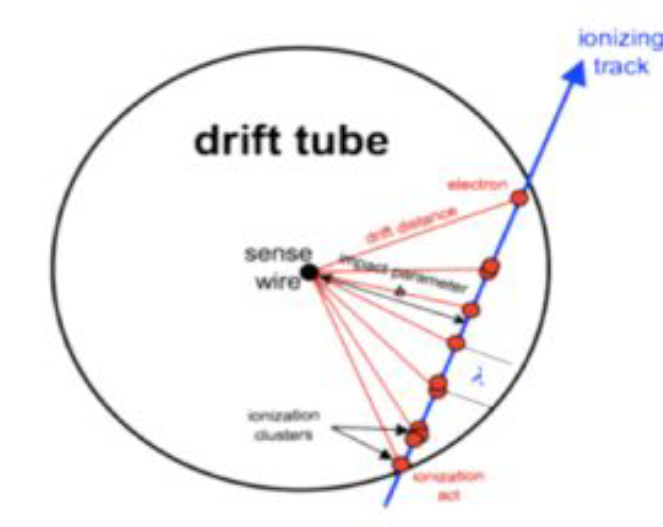 ionizing
track
drift tube
electron
drift distance
sense
wire
impact parameter
b
λ
ionization
clusters
ionization
act